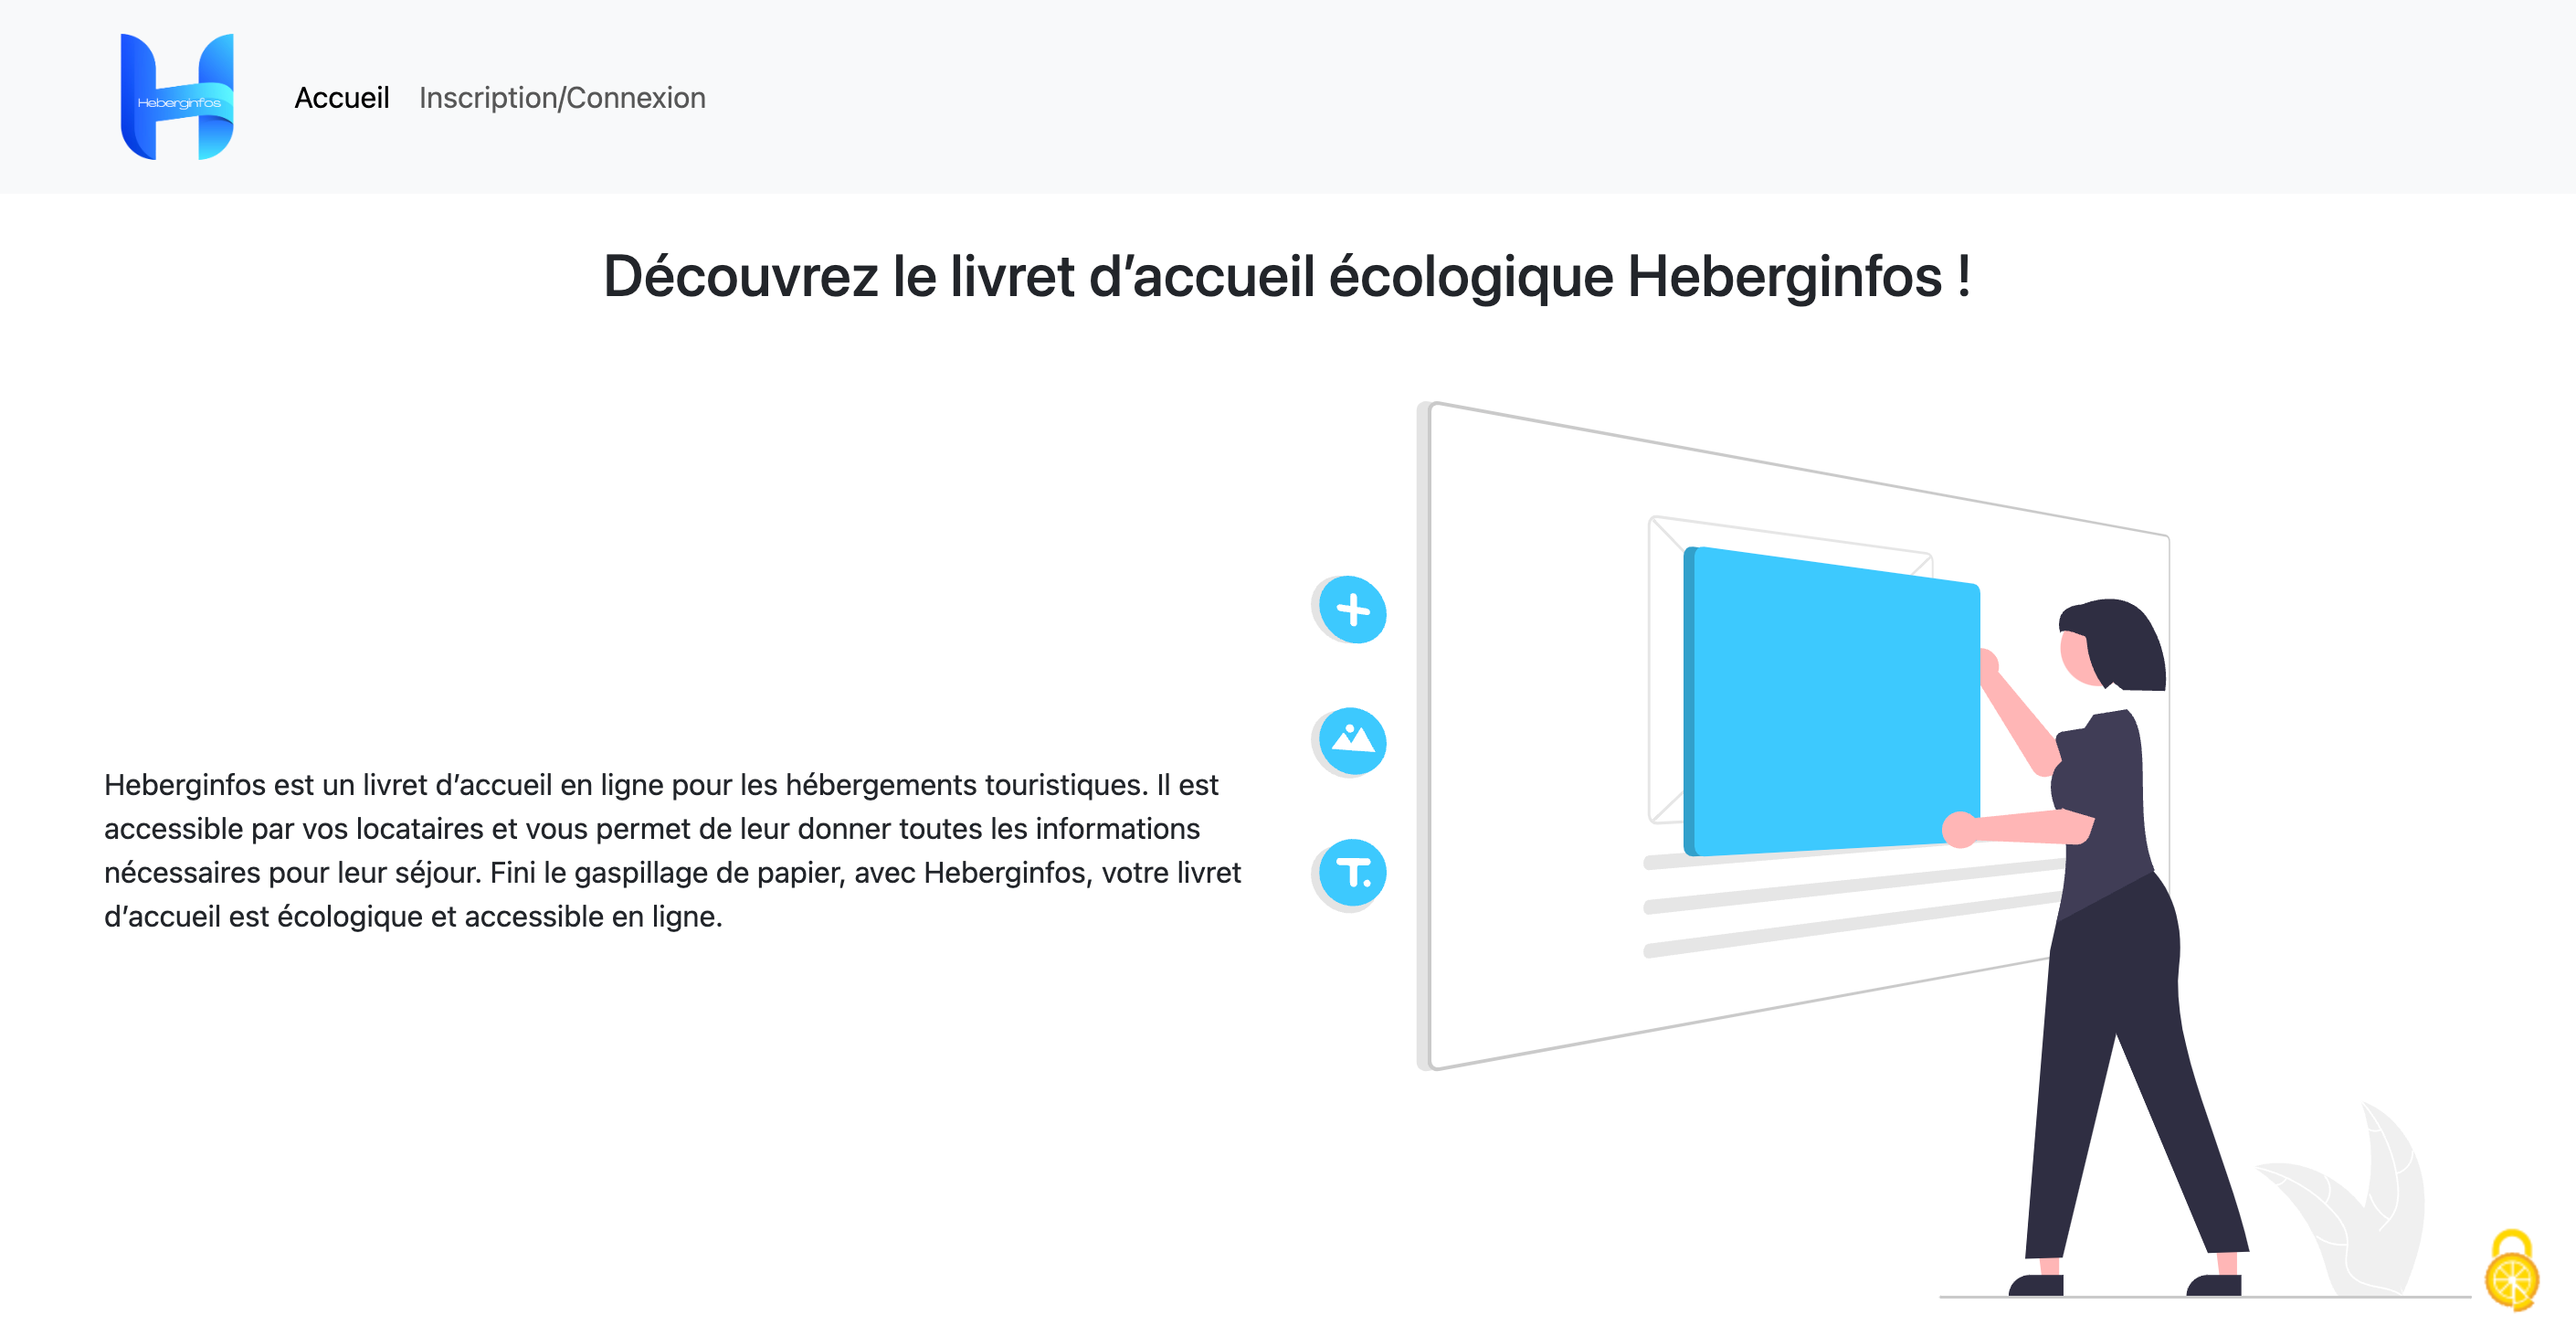 Heberginfos
Accueil
Inscription/Connexion
Découvrez le livret d’accueil écologique Heberginfos !
Heberginfos est un livret d’accueil en ligne pour les hébergements touristiques. Il est
accessible par vos locataires et vous permet de leur donner toutes les informations
nécessaires pour leur séjour. Fini le gaspillage de papier, avec Heberginfos, votre livret
d’accueil est écologique et accessible en ligne.
T.